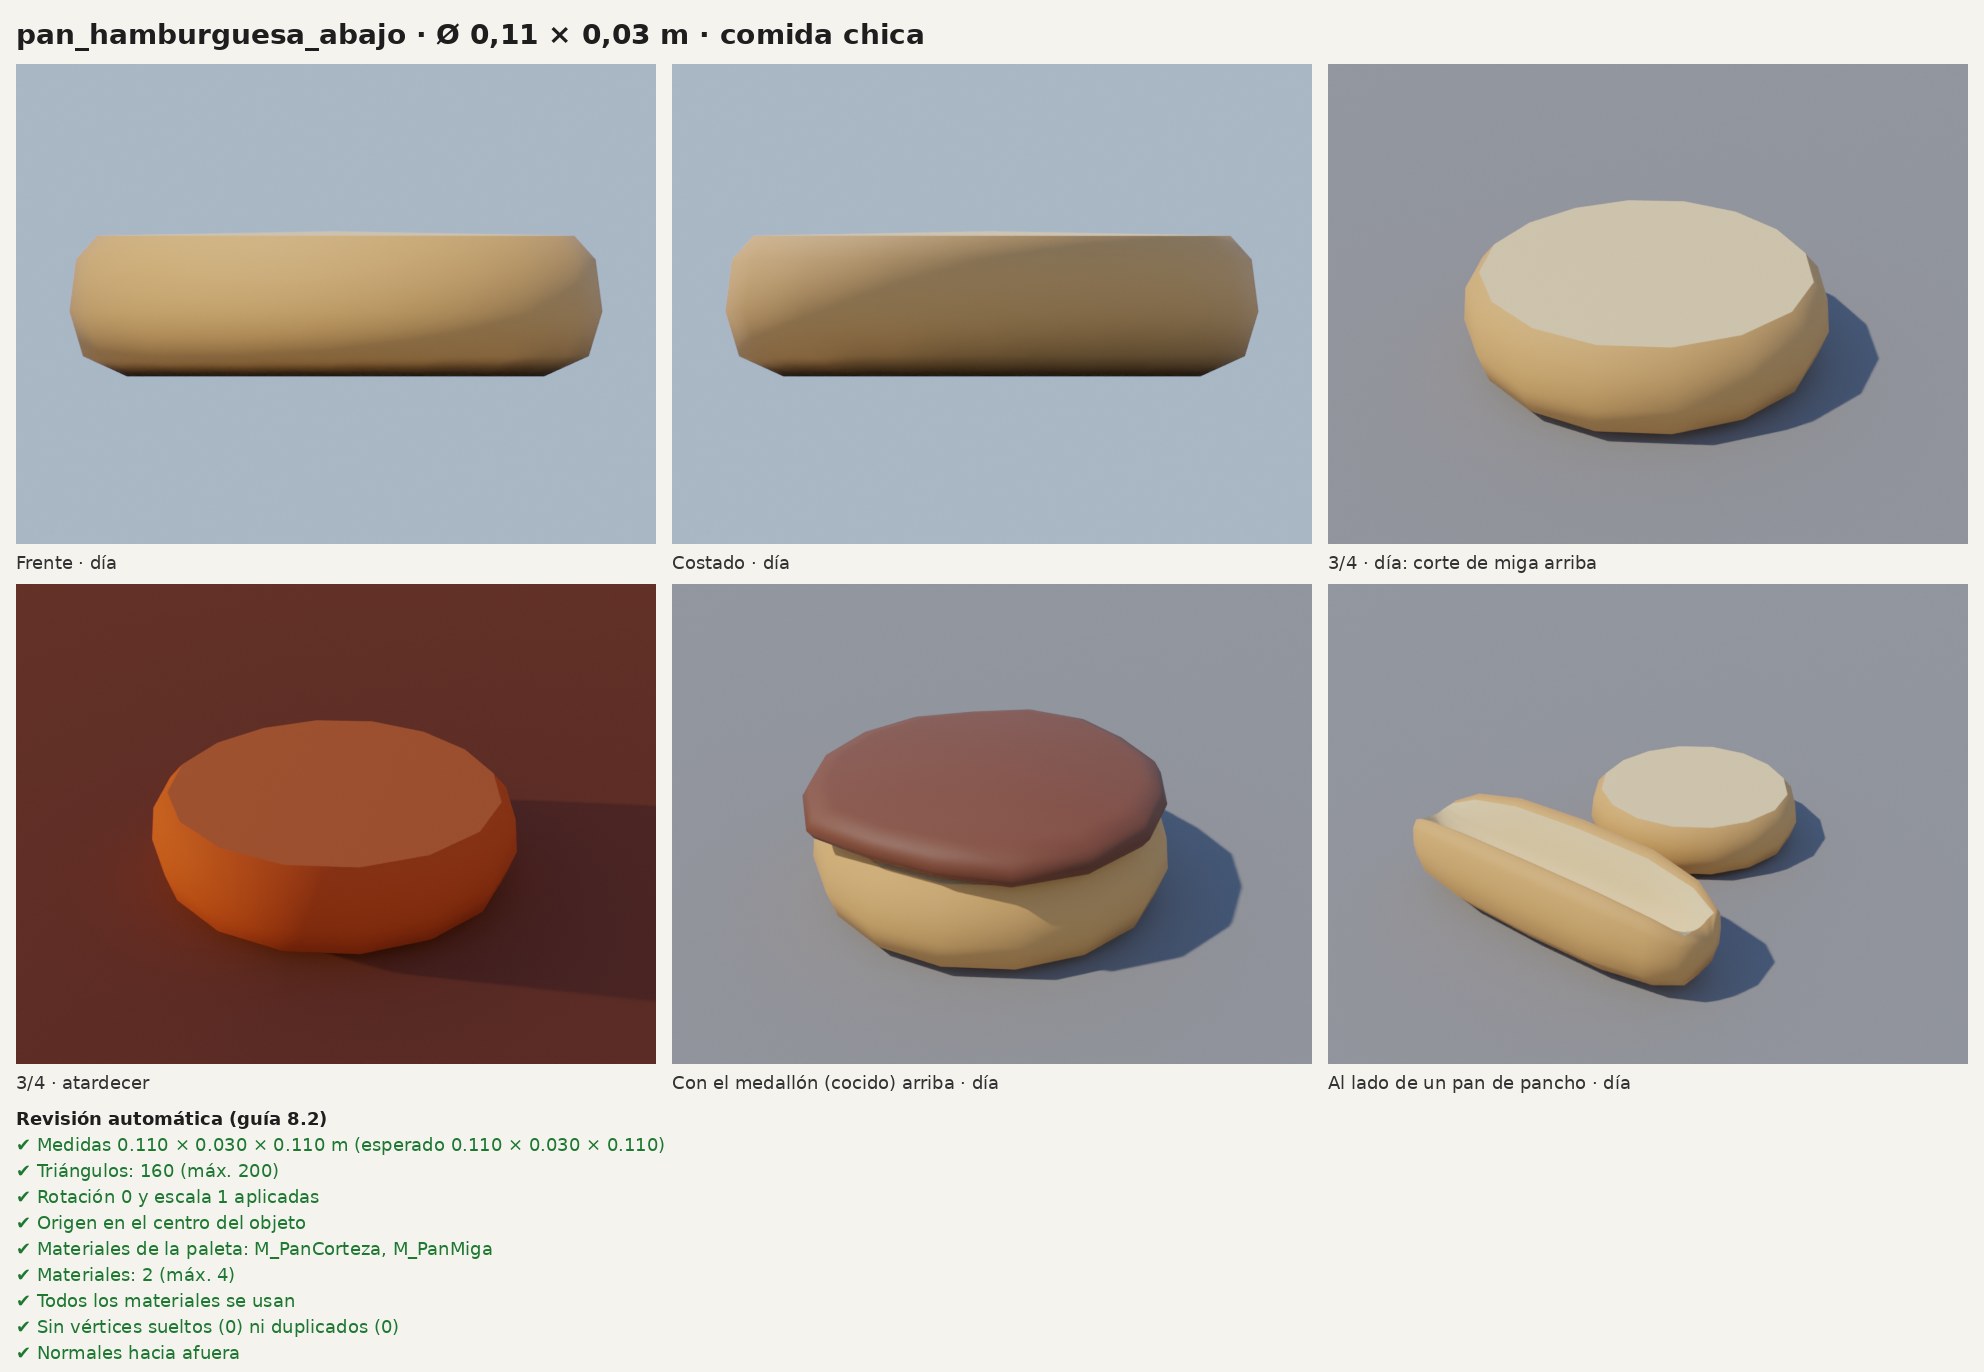 pan_hamburguesa_abajo · Ø 0,11 × 0,03 m · comida chica
Frente · día
Costado · día
3/4 · día: corte de miga arriba
3/4 · atardecer
Con el medallón (cocido) arriba · día
Al lado de un pan de pancho · día
Revisión automática (guía 8.2)
✔ Medidas 0.110 × 0.030 × 0.110 m (esperado 0.110 × 0.030 × 0.110)
✔ Triángulos: 160 (máx. 200)
✔ Rotación 0 y escala 1 aplicadas
✔ Origen en el centro del objeto
✔ Materiales de la paleta: M_PanCorteza, M_PanMiga
✔ Materiales: 2 (máx. 4)
✔ Todos los materiales se usan
✔ Sin vértices sueltos (0) ni duplicados (0)
✔ Normales hacia afuera